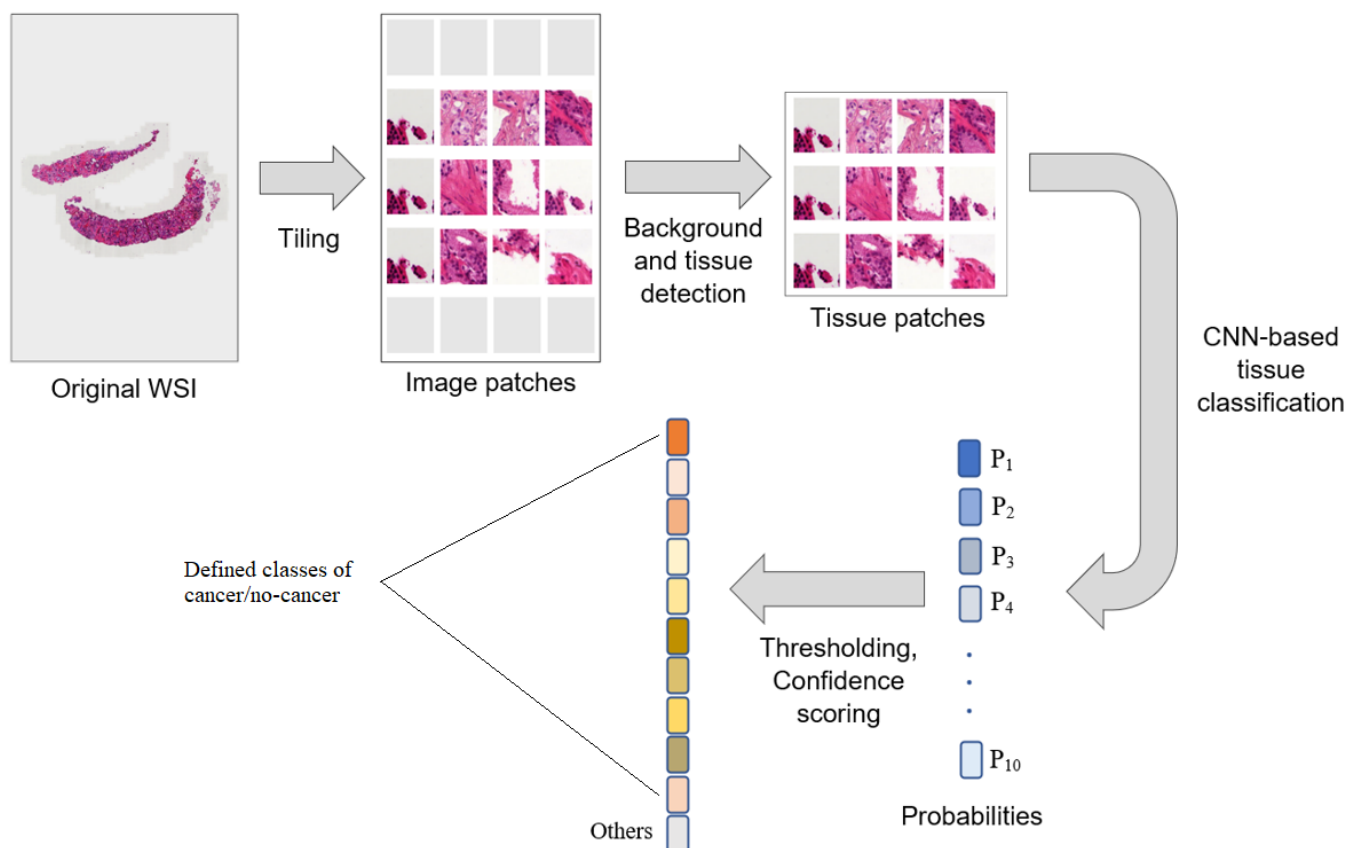 Original WSI
Tiling
Image patches
Background
and tissue
detection
Tissue patches
CNN-based
tissue
classification
P₁
P₂
P₃
P₄
P₁₀
Probabilities
Thresholding,
Confidence
scoring
Defined classes of
cancer/no-cancer
Others